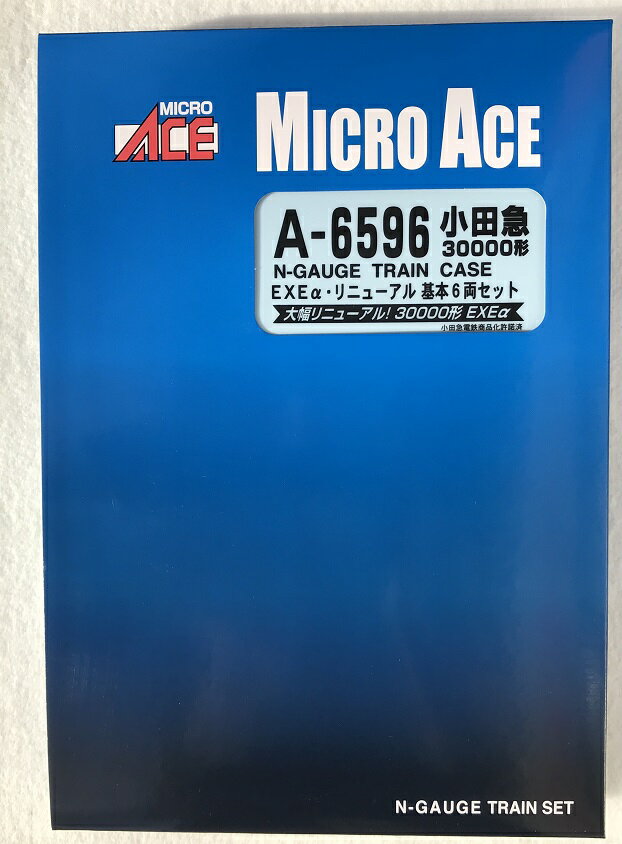 MICRO
ACE
MICRO ACE
A-6596 小田急
30000形
N-GAUGE TRAIN CASE
EXEα・リニューアル 基本6両セット
大幅リニューアル! 30000形 EXEα
小田急電鉄商品化許諾済
N-GAUGE TRAIN SET